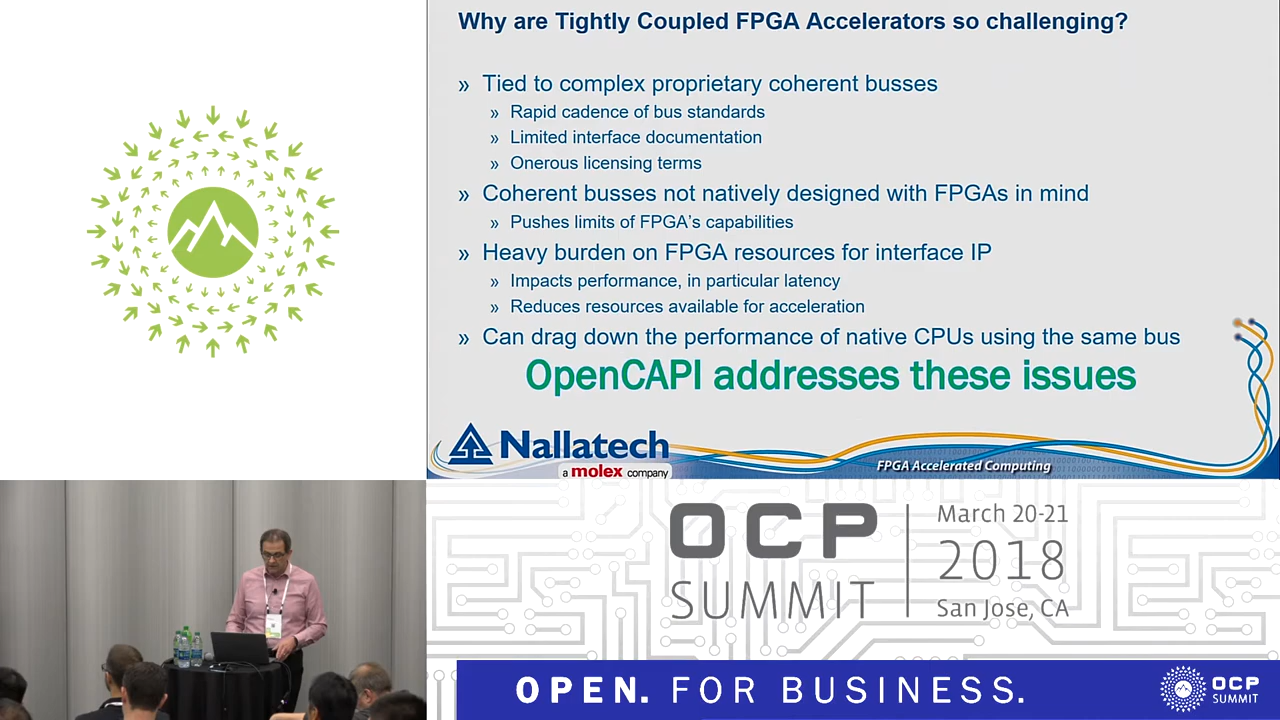 Why are Tightly Coupled FPGA Accelerators so challenging?
» Tied to complex proprietary coherent busses
» Rapid cadence of bus standards
» Limited interface documentation
» Onerous licensing terms
» Coherent busses not natively designed with FPGAs in mind
» Pushes limits of FPGA's capabilities
» Heavy burden on FPGA resources for interface IP
» Impacts performance, in particular latency
» Reduces resources available for acceleration
» Can drag down the performance of native CPUs using the same bus
OpenCAPI addresses these issues
Nallatech
a molex company
FPGA Accelerated Computing
OCP
SUMMIT
March 20-21
2018
San Jose, CA
OPEN. FOR BUSINESS.
OCP
SUMMIT